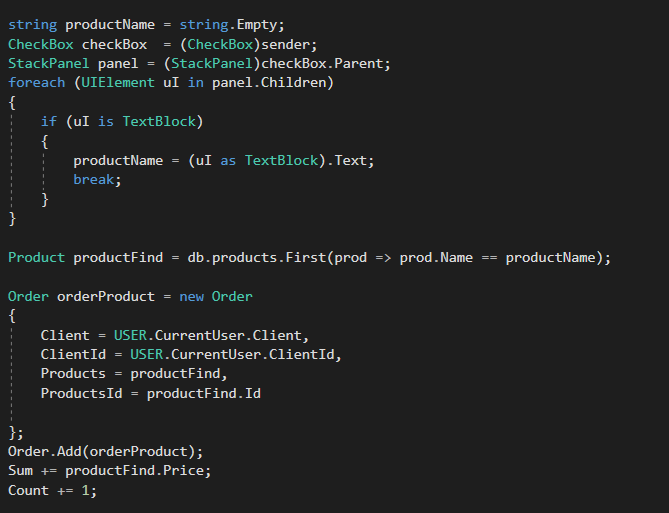 string productName = string.Empty;
CheckBox checkBox  = (CheckBox)sender;
StackPanel panel = (StackPanel)checkBox.Parent;
foreach (UIElement uI in panel.Children)
{
    if (uI is TextBlock)
    {
        productName = (uI as TextBlock).Text;
        break;
    }
}

Product productFind = db.products.First(prod => prod.Name == productName);

Order orderProduct = new Order
{
    Client = USER.CurrentUser.Client,
    ClientId = USER.CurrentUser.ClientId,
    Products = productFind,
    ProductsId = productFind.Id

};
Order.Add(orderProduct);
Sum += productFind.Price;
Count += 1;